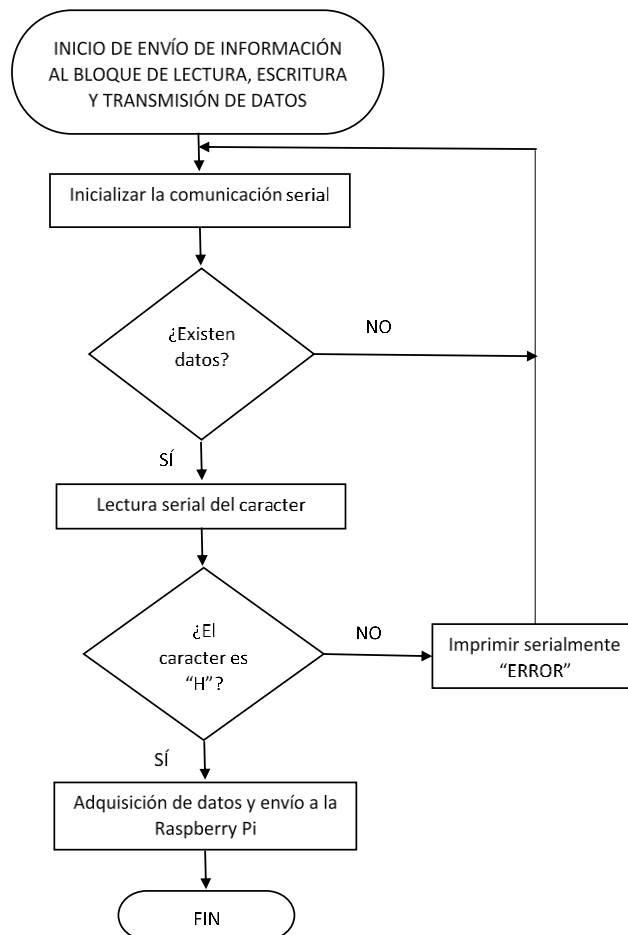 INICIO DE ENVÍO DE INFORMACIÓN
AL BLOQUE DE LECTURA, ESCRITURA
Y TRANSMISIÓN DE DATOS
Inicializar la comunicación serial
¿Existen
datos?
NO
SÍ
Lectura serial del caracter
¿El
caracter es
“H”?
NO
Imprimir serialmente
“ERROR”
SÍ
Adquisición de datos y envío a la
Raspberry Pi
FIN